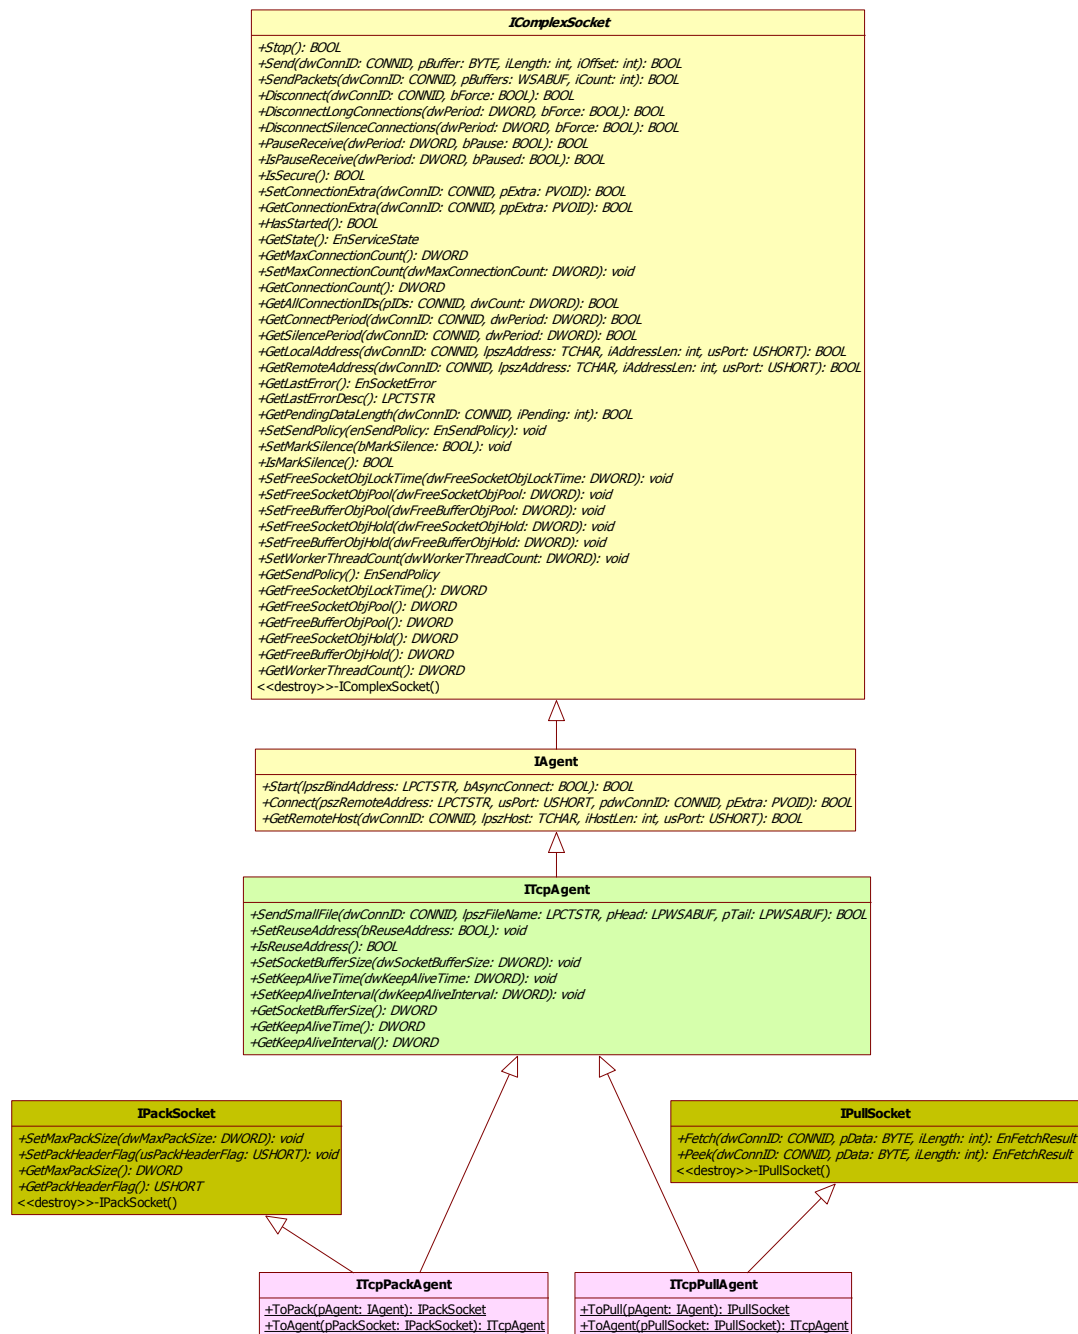 IComplexSocket
+Stop(): BOOL
+Send(dwConnID: CONNID, pBuffer: BYTE, iLength: int, iOffset: int): BOOL
+SendPackets(dwConnID: CONNID, pBuffers: WSABUF, iCount: int): BOOL
+Disconnect(dwConnID: CONNID, bForce: BOOL): BOOL
+DisconnectLongConnections(dwPeriod: DWORD, bForce: BOOL): BOOL
+DisconnectSilenceConnections(dwPeriod: DWORD, bForce: BOOL): BOOL
+PauseReceive(dwPeriod: DWORD, bPause: BOOL): BOOL
+IsPauseReceive(dwPeriod: DWORD, bPaused: BOOL): BOOL
+IsSecure(): BOOL
+SetConnectionExtra(dwConnID: CONNID, pExtra: PVOID): BOOL
+GetConnectionExtra(dwConnID: CONNID, ppExtra: PVOID): BOOL
+HasStarted(): BOOL
+GetState(): EnServiceState
+GetMaxConnectionCount(): DWORD
+SetMaxConnectionCount(dwMaxConnectionCount: DWORD): void
+GetConnectionCount(): DWORD
+GetAllConnectionIDs(pIDs: CONNID, dwCount: DWORD): BOOL
+GetConnectPeriod(dwConnID: CONNID, dwPeriod: DWORD): BOOL
+GetSilencePeriod(dwConnID: CONNID, dwPeriod: DWORD): BOOL
+GetLocalAddress(dwConnID: CONNID, lpszAddress: TCHAR, iAddressLen: int, usPort: USHORT): BOOL
+GetRemoteAddress(dwConnID: CONNID, lpszAddress: TCHAR, iAddressLen: int, usPort: USHORT): BOOL
+GetLastError(): EnSocketError
+GetLastErrorDesc(): LPCTSTR
+GetPendingDataLength(dwConnID: CONNID, iPending: int): BOOL
+SetSendPolicy(enSendPolicy: EnSendPolicy): void
+SetMarkSilence(bMarkSilence: BOOL): void
+IsMarkSilence(): BOOL
+SetFreeSocketObjLockTime(dwFreeSocketObjLockTime: DWORD): void
+SetFreeSocketObjPool(dwFreeSocketObjPool: DWORD): void
+SetFreeBufferObjPool(dwFreeBufferObjPool: DWORD): void
+SetFreeSocketObjHold(dwFreeSocketObjHold: DWORD): void
+SetFreeBufferObjHold(dwFreeBufferObjHold: DWORD): void
+SetWorkerThreadCount(dwWorkerThreadCount: DWORD): void
+GetSendPolicy(): EnSendPolicy
+GetFreeSocketObjLockTime(): DWORD
+GetFreeSocketObjPool(): DWORD
+GetFreeBufferObjPool(): DWORD
+GetFreeSocketObjHold(): DWORD
+GetFreeBufferObjHold(): DWORD
+GetWorkerThreadCount(): DWORD
<<destroy>>-IComplexSocket()
IAgent
+Start(lpszBindAddress: LPCTSTR, bAsyncConnect: BOOL): BOOL
+Connect(pszRemoteAddress: LPCTSTR, usPort: USHORT, pdwConnID: CONNID, pExtra: PVOID): BOOL
+GetRemoteHost(dwConnID: CONNID, lpszHost: TCHAR, iHostLen: int, usPort: USHORT): BOOL
ITcpAgent
+SendSmallFile(dwConnID: CONNID, lpszFileName: LPCTSTR, pHead: LPWSABUF, pTail: LPWSABUF): BOOL
+SetReuseAddress(bReuseAddress: BOOL): void
+IsReuseAddress(): BOOL
+SetSocketBufferSize(dwSocketBufferSize: DWORD): void
+SetKeepAliveTime(dwKeepAliveTime: DWORD): void
+SetKeepAliveInterval(dwKeepAliveInterval: DWORD): void
+GetSocketBufferSize(): DWORD
+GetKeepAliveTime(): DWORD
+GetKeepAliveInterval(): DWORD
IPackSocket
+SetMaxPackSize(dwMaxPackSize: DWORD): void
+SetPackHeaderFlag(usPackHeaderFlag: USHORT): void
+GetMaxPackSize(): DWORD
+GetPackHeaderFlag(): USHORT
<<destroy>>-IPackSocket()
IPullSocket
+Fetch(dwConnID: CONNID, pData: BYTE, iLength: int): EnFetchResult
+Peek(dwConnID: CONNID, pData: BYTE, iLength: int): EnFetchResult
<<destroy>>-IPullSocket()
ITcpPackAgent
+ToPack(pAgent: IAgent): IPackSocket
+ToAgent(pPackSocket: IPackSocket): ITcpAgent
ITcpPullAgent
+ToPull(pAgent: IAgent): IPullSocket
+ToAgent(pPullSocket: IPullSocket): ITcpAgent